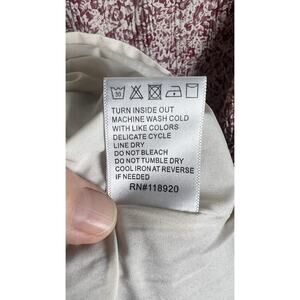 30
TURN INSIDE OUT
MACHINE WASH COLD
WITH LIKE COLORS
DELICATE CYCLE
LINE DRY
DO NOT BLEACH
DO NOT TUMBLE DRY
COOL IRON AT REVERSE
IF NEEDED
RN#118920